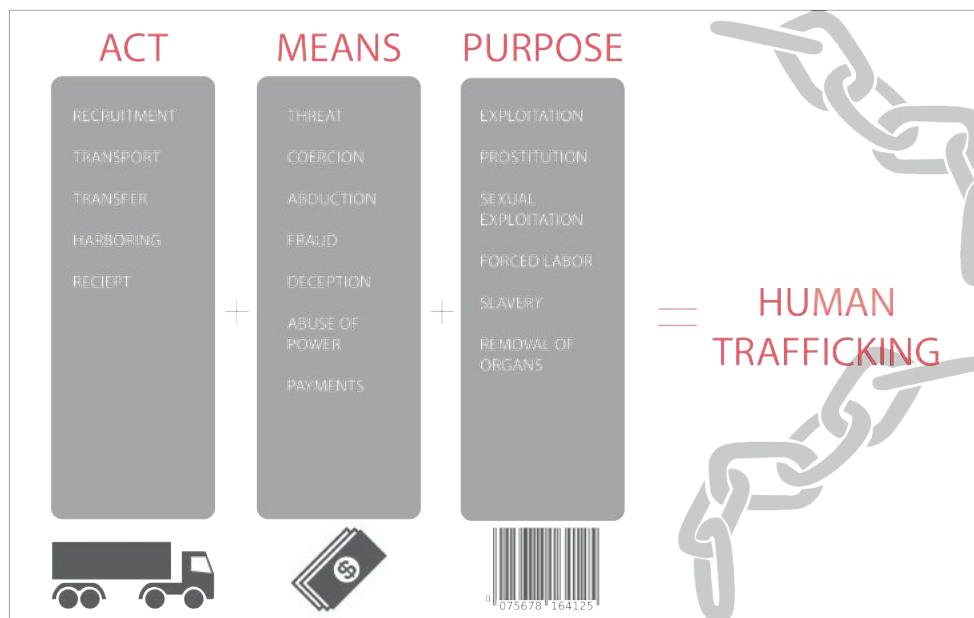 ACT
RECRUITMENT
TRANSPORT
TRANSFER
HARBORING
RECIEPT
+
MEANS
THREAT
COERCION
ABDUCTION
FRAUD
DECEPTION
ABUSE OF
POWER
PAYMENTS
+
PURPOSE
EXPLOITATION
PROSTITUTION
SEXUAL
EXPLOITATION
FORCED LABOR
SLAVERY
REMOVAL OF
ORGANS
=
HUMAN
TRAFFICKING
$
0 075678 164125